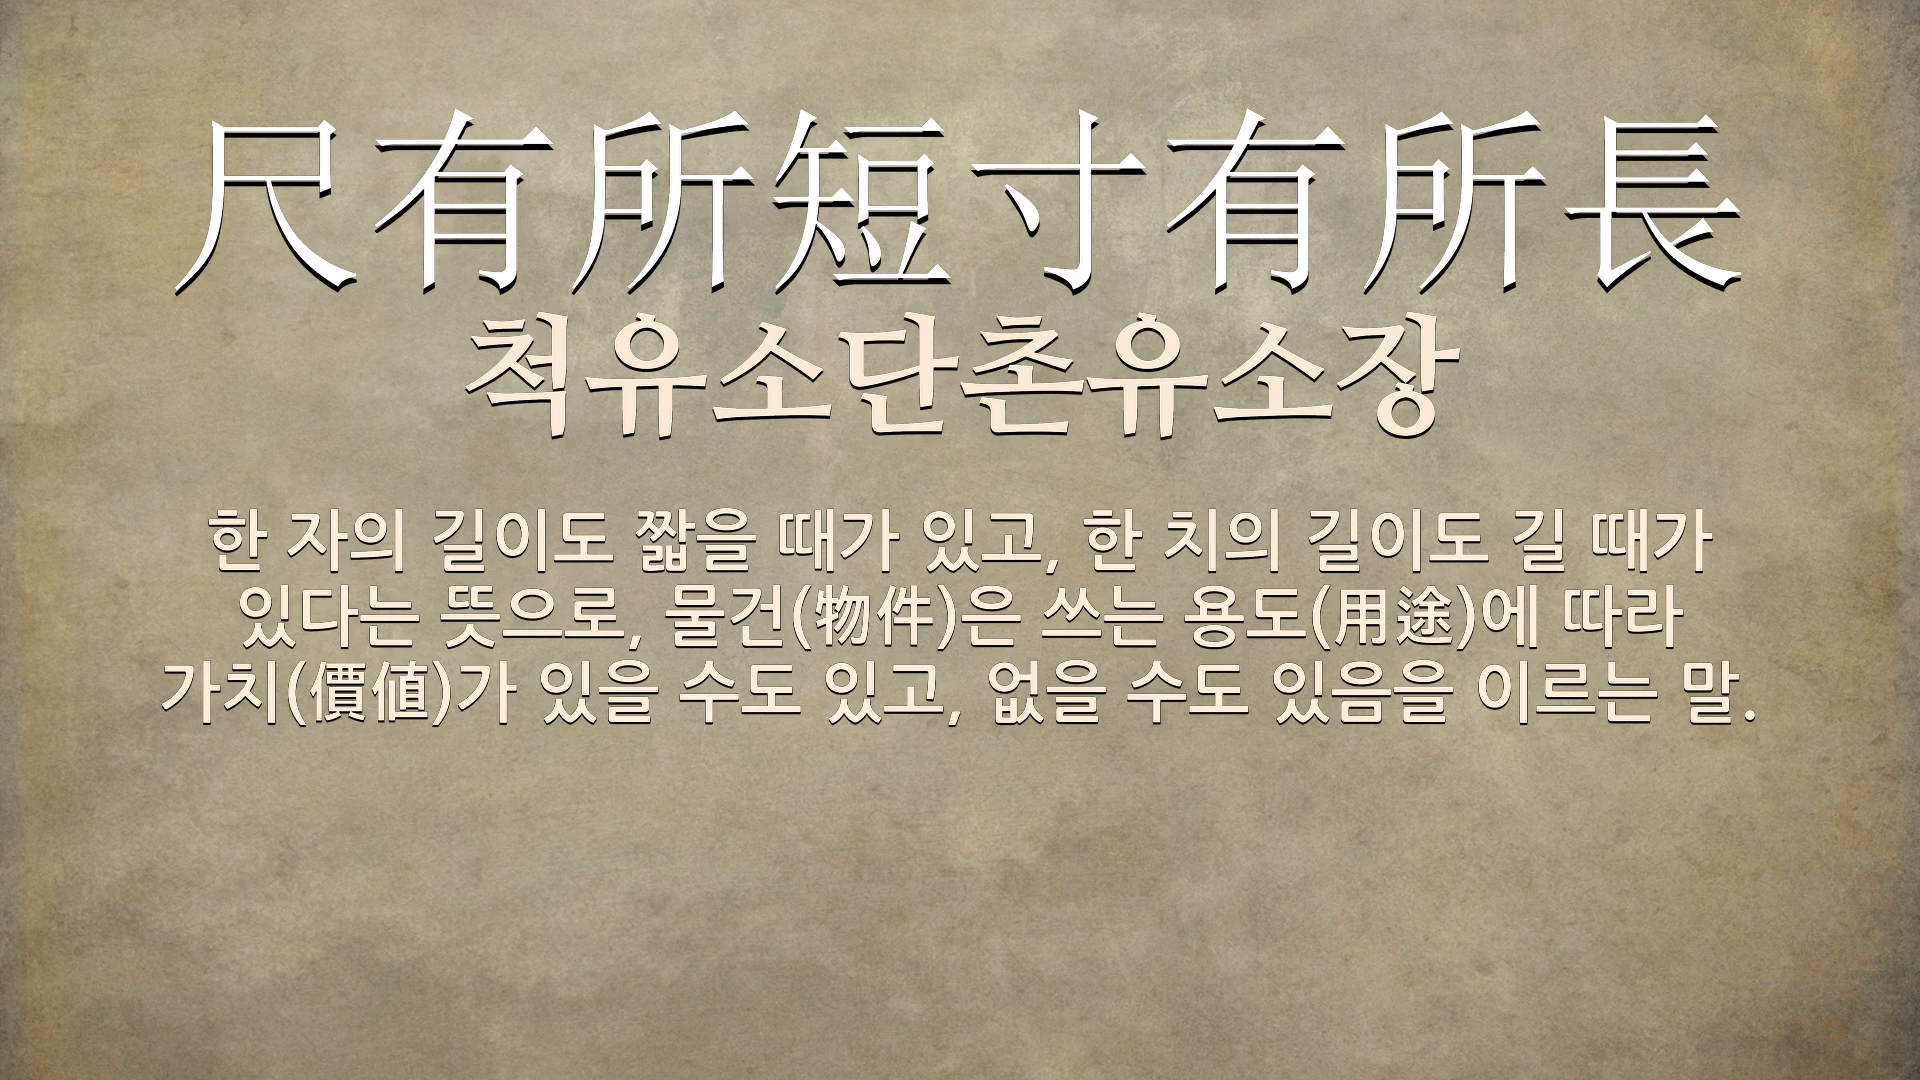 尺有所短寸有所長
척유소단촌유소장
한 자의 길이도 짧을 때가 있고, 한 치의 길이도 길 때가
있다는 뜻으로, 물건(物件)은 쓰는 용도(用途)에 따라
가치(價値)가 있을 수도 있고, 없을 수도 있음을 이르는 말.